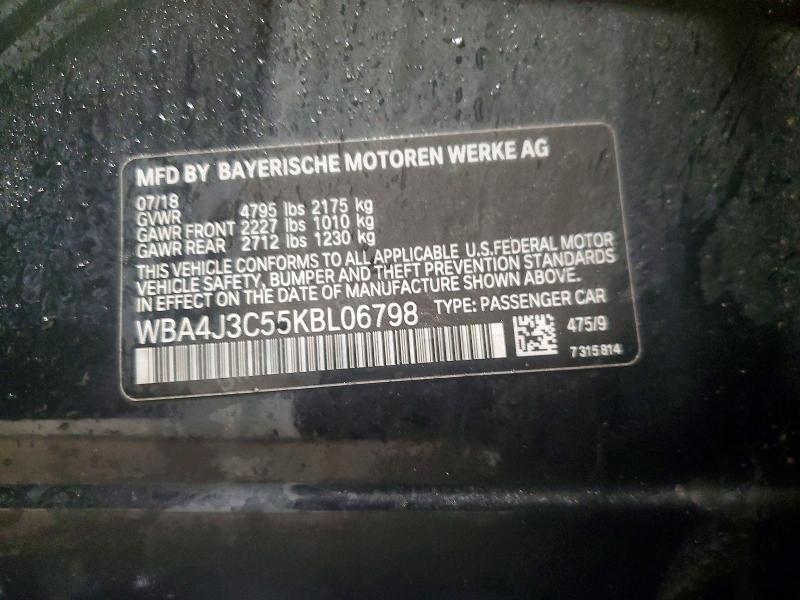 MFD BY BAYERISCHE MOTOREN WERKE AG
07/18
GVWR 4795 lbs 2175 kg
GAWR FRONT 2227 lbs 1010 kg
GAWR REAR 2712 lbs 1230 kg
THIS VEHICLE CONFORMS TO ALL APPLICABLE U.S.FEDERAL MOTOR
VEHICLE SAFETY, BUMPER AND THEFT PREVENTION STANDARDS
IN EFFECT ON THE DATE OF MANUFACTURE SHOWN ABOVE.
WBA4J3C55KBL06798 TYPE: PASSENGER CAR
475/9
7 315 814